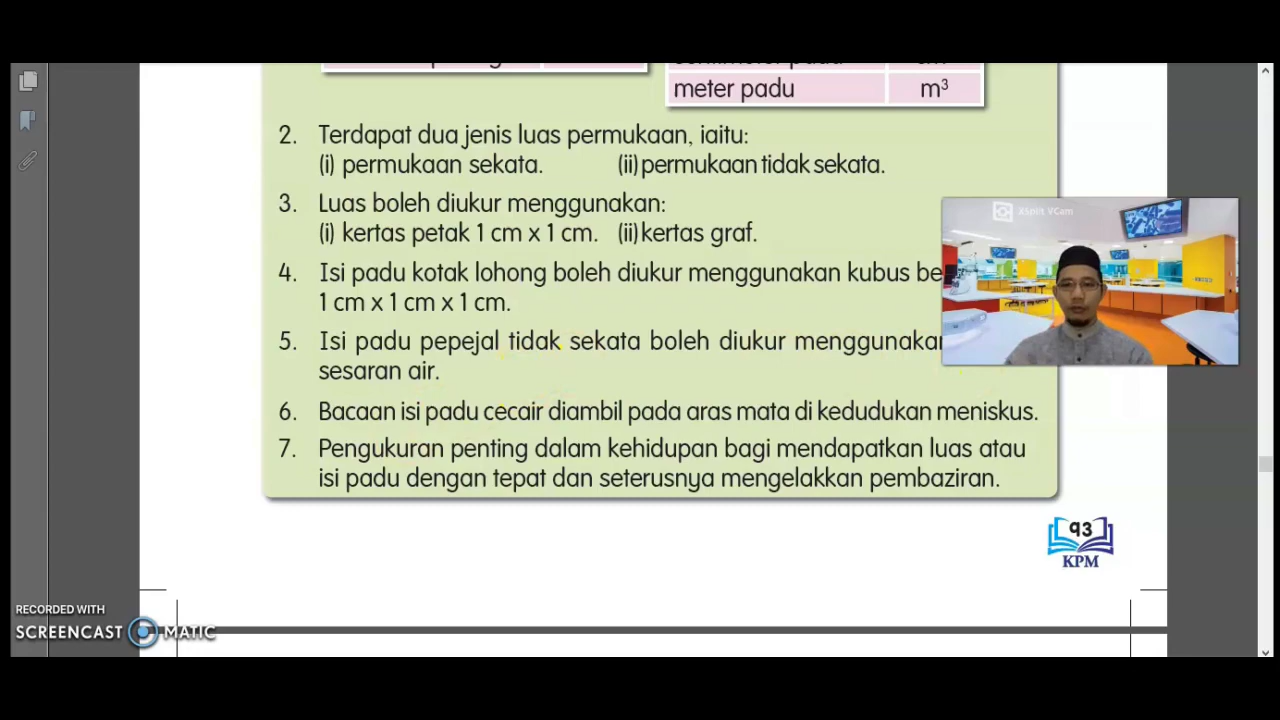 meter padu m³
2. Terdapat dua jenis luas permukaan, iaitu:
(i) permukaan sekata. (ii) permukaan tidak sekata.
3. Luas boleh diukur menggunakan:
(i) kertas petak 1 cm x 1 cm. (ii) kertas graf.
4. Isi padu kotak lohong boleh diukur menggunakan kubus
1 cm x 1 cm x 1 cm.
5. Isi padu pepejal tidak sekata boleh diukur menggunakan
sesaran air.
6. Bacaan isi padu cecair diambil pada aras mata di kedudukan meniskus.
7. Pengukuran penting dalam kehidupan bagi mendapatkan luas atau
isi padu dengan tepat dan seterusnya mengelakkan pembaziran.
XSplit VCam
93
KPM
RECORDED WITH
SCREENCAST MATIC